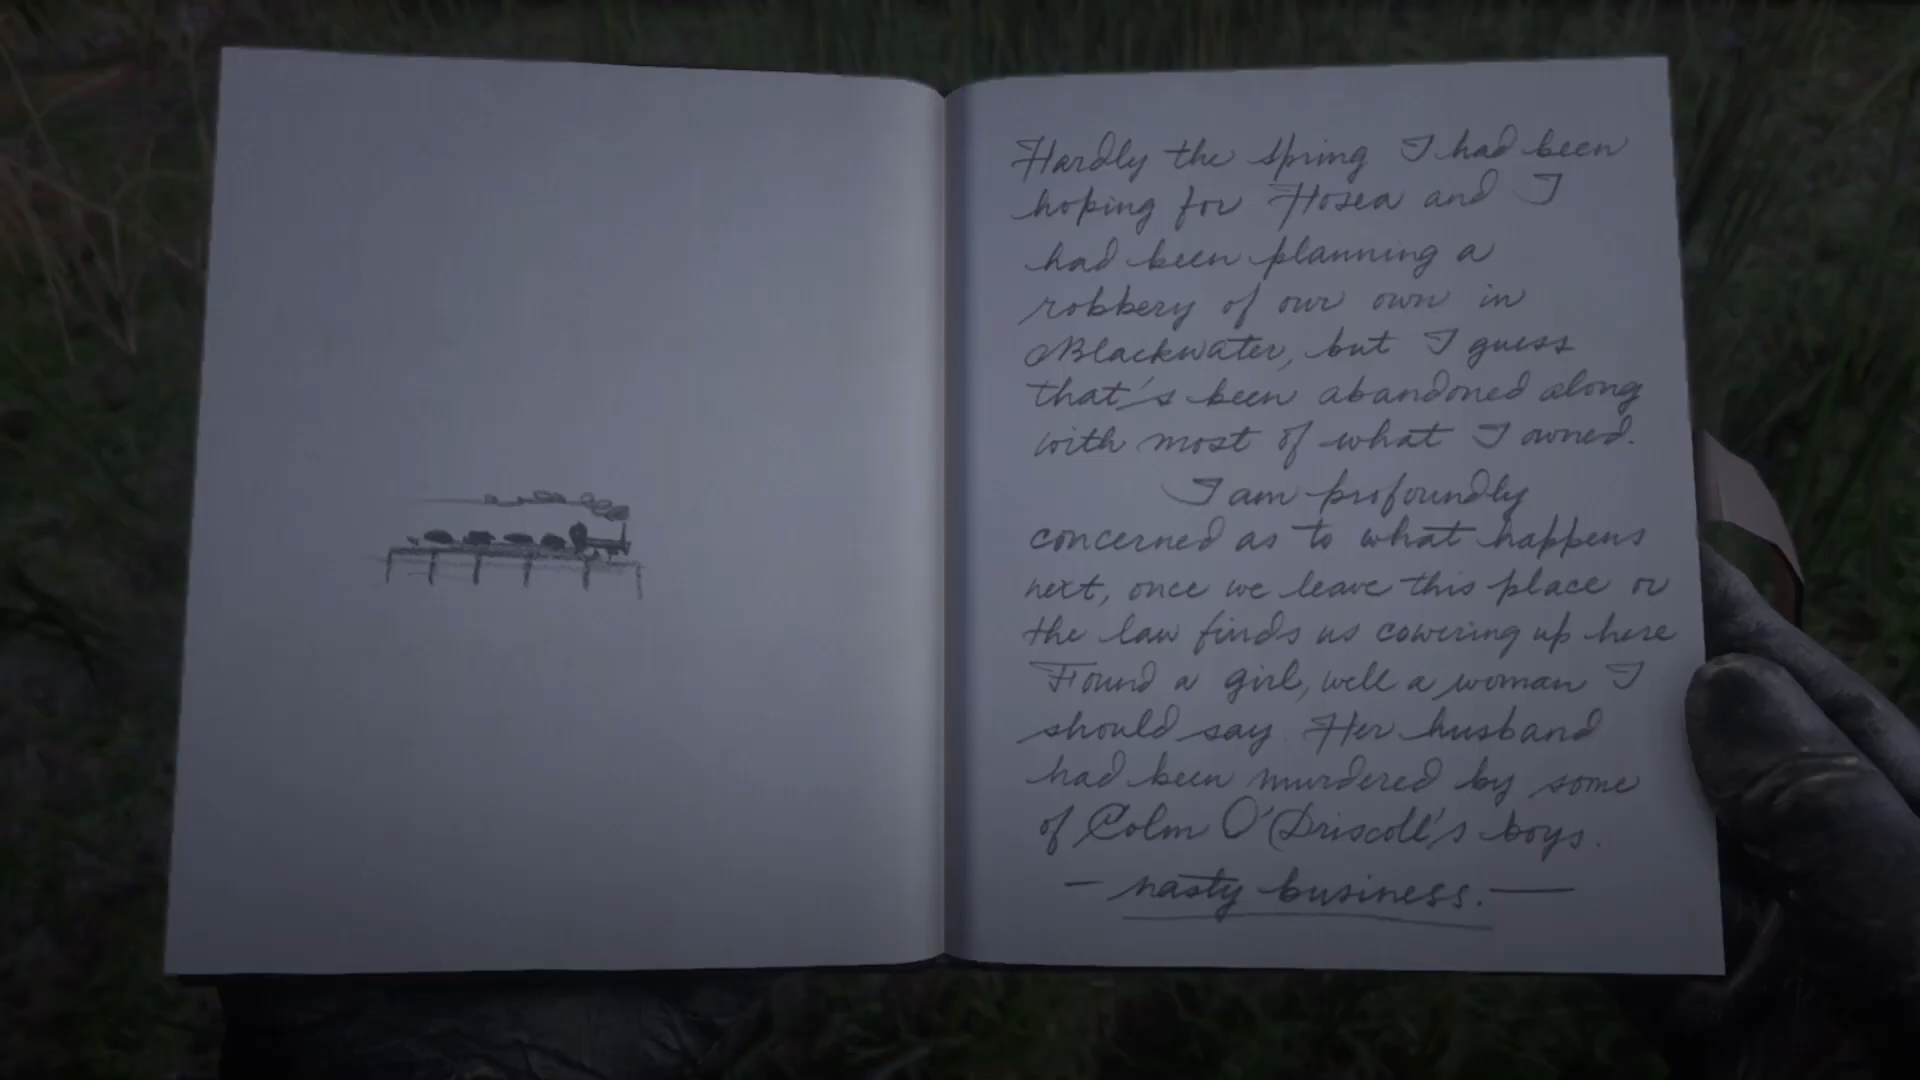 Hardly the spring I had been
hoping for Hosea and I
had been planning a
robbery of our own in
Blackwater, but I guess
that's been abandoned along
with most of what I owned.
I am profoundly
concerned as to what happens
next, once we leave this place or
the law finds us cowering up here
Found a girl, well a woman I
should say. Her husband
had been murdered by some
of Colm O'Driscoll's boys.
— nasty business. —